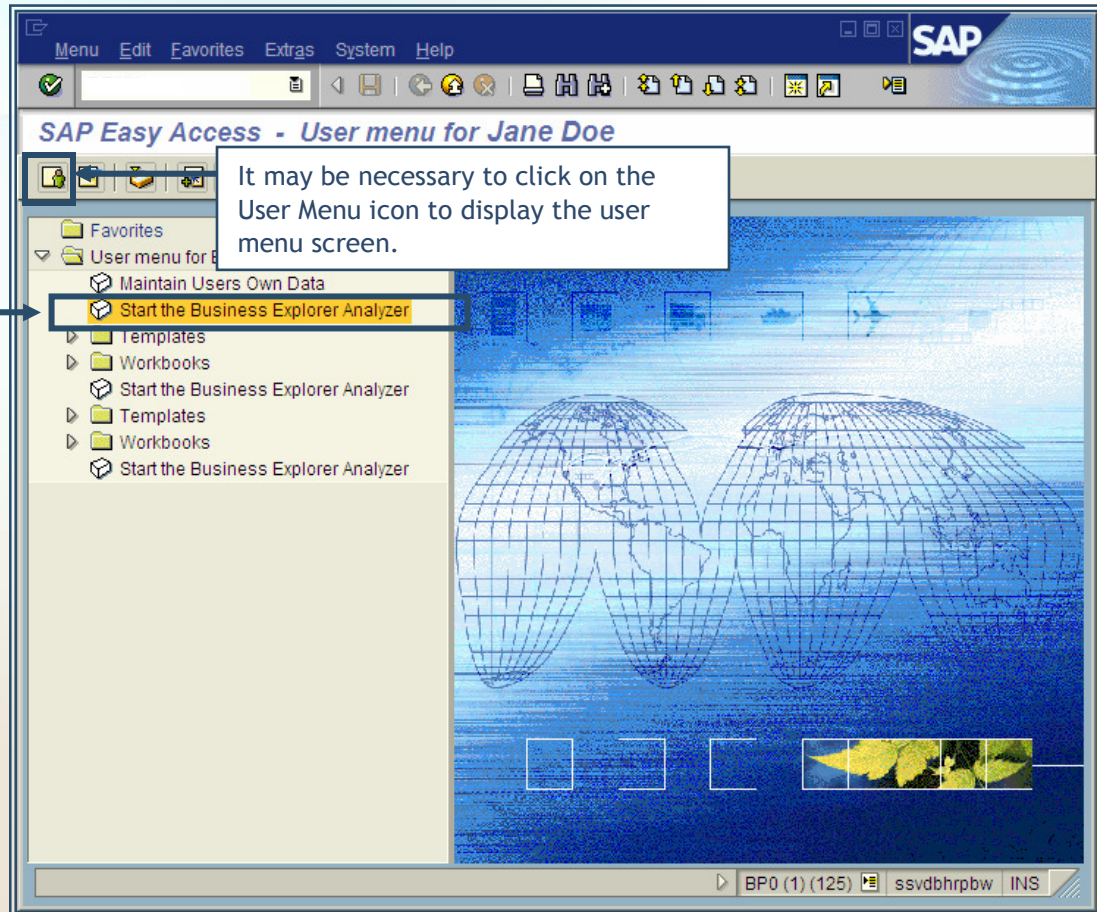 Menu Edit Favorites Extras System Help
SAP
SAP Easy Access - User menu for Jane Doe
It may be necessary to click on the
User Menu icon to display the user
menu screen.
Favorites
User menu for
Maintain Users Own Data
Start the Business Explorer Analyzer
Templates
Workbooks
Start the Business Explorer Analyzer
Templates
Workbooks
Start the Business Explorer Analyzer
BP0 (1) (125) ssvdbhrpbw INS